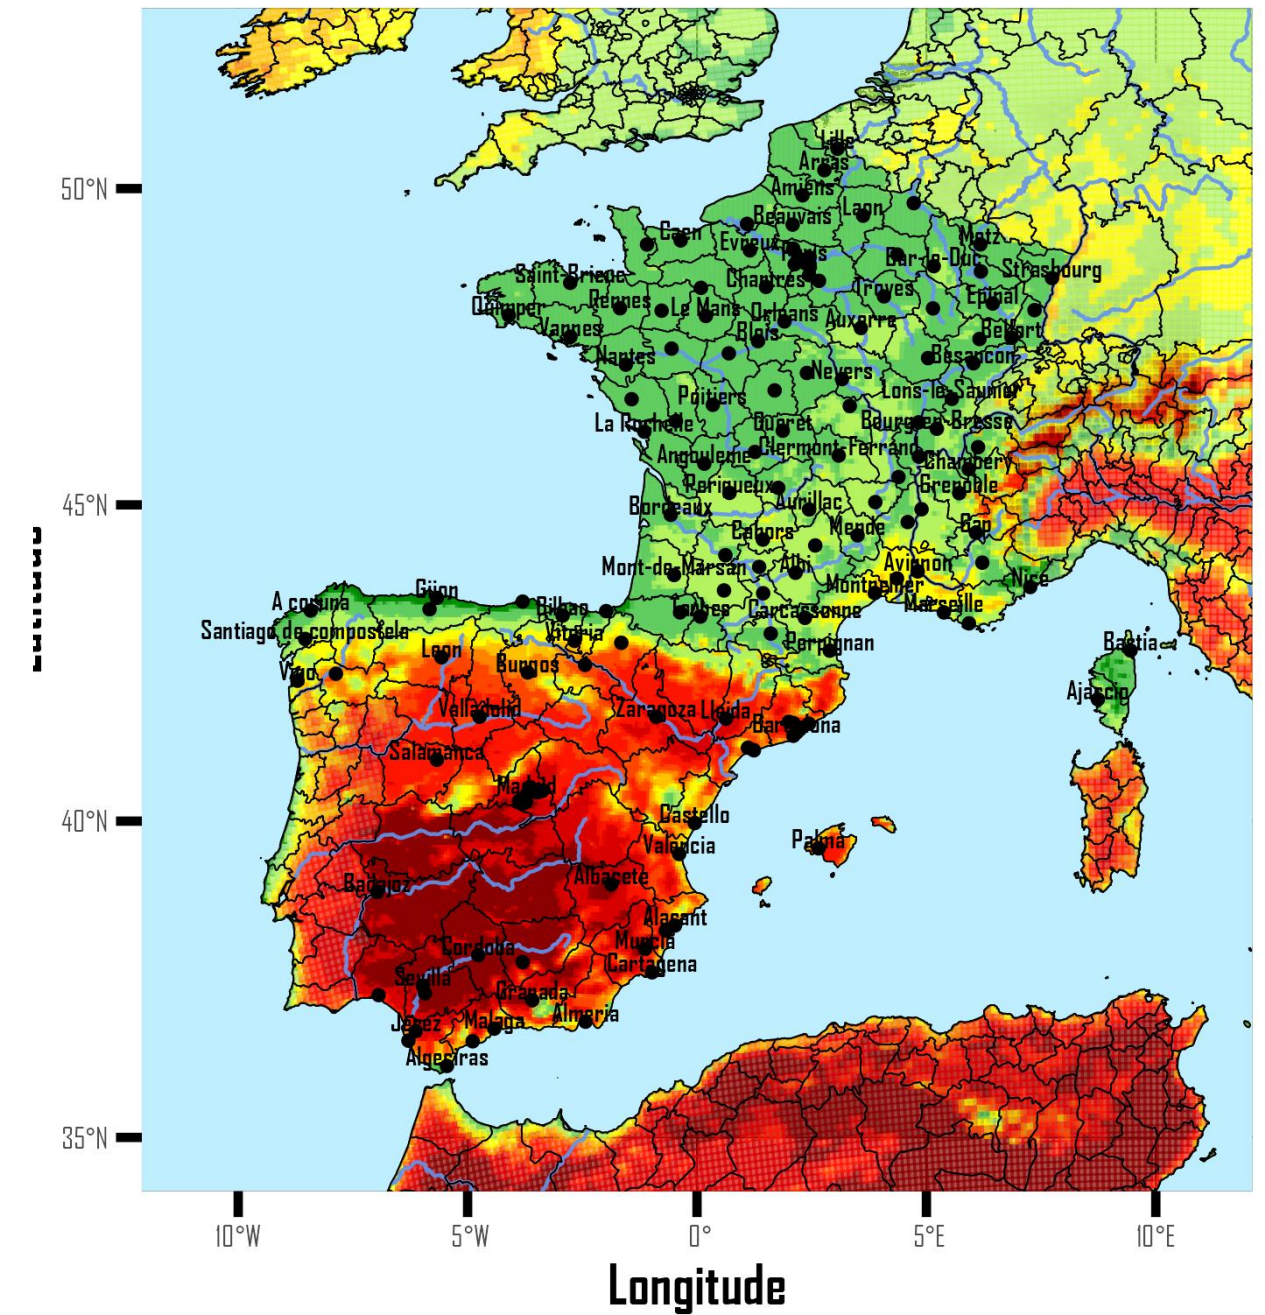 Lille
Arras
50°N
Amiens
Laon
Beauvais
Caen
Evreux
Metz
Paris
Bar-le-Duc
Strasbourg
Saint-Brieuc
Chartres
Troyes
Epinal
Quimper
Rennes
Le Mans
Orleans
Auxerre
Vannes
Blois
Belfort
Nantes
Besancon
Nevers
Poitiers
Lons-le-Saunier
La Rochelle
Gueret
Bourg-en-Bresse
Angouleme
Clermont-Ferrand
Chambery
Perigueux
Grenoble
45°N
Bordeaux
Aurillac
Cahors
Mende
Gap
Mont-de-Marsan
Albi
Avignon
Nice
Montpellier
A coruna
Gijon
Bilbao
Tarbes
Carcassonne
Marseille
Santiago de compostela
Vitoria
Perpignan
Bastia
Vigo
Leon
Burgos
Ajaccio
Valladolid
Zaragoza
Lleida
Barcelona
Salamanca
Madrid
40°N
Castello
Palma
Valencia
Badajoz
Albacete
Alacant
Cordoba
Murcia
Cartagena
Sevilla
Granada
Jerez
Malaga
Almeria
Algesiras
35°N
10°W
5°W
0°
5°E
10°E
Longitude